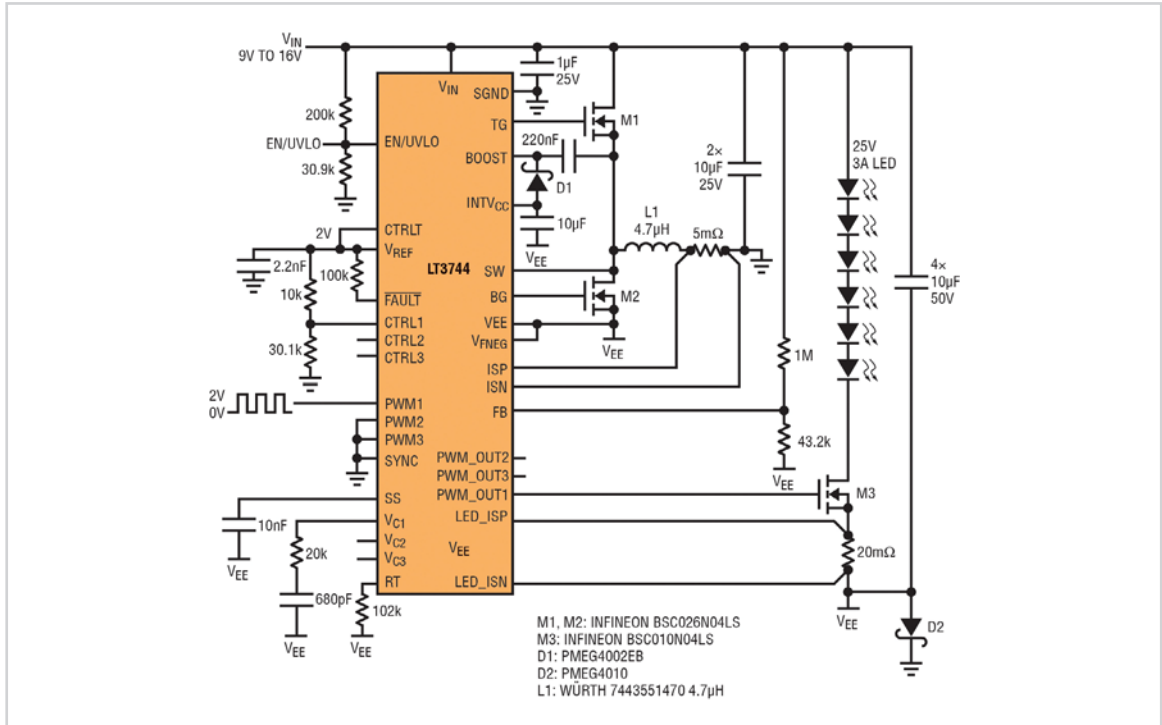 VIN
9V TO 16V
200k
EN/UVLO
30.9k
2V
2.2nF
100k
10k
30.1k
2V
0V
10nF
VEE
20k
680pF
VEE
102k
VEE
VIN
EN/UVLO
CTRLT
VREF
FAULT
CTRL1
CTRL2
CTRL3
PWM1
PWM2
PWM3
SYNC
SS
VC1
VC2
VC3
RT
LT3744
VEE
SGND
TG
BOOST
INTVCC
SW
BG
VEE
VFNEG
ISP
ISN
FB
PWM_OUT2
PWM_OUT3
PWM_OUT1
LED_ISP
LED_ISN
1µF
25V
M1
220nF
D1
10µF
VEE
L1
4.7µH
5mΩ
M2
VEE
2×
10µF
25V
1M
43.2k
VEE
25V
3A LED
4×
10µF
50V
M3
20mΩ
VEE
D2
M1, M2: INFINEON BSC026N04LS
M3: INFINEON BSC010N04LS
D1: PMEG4002EB
D2: PMEG4010
L1: WÜRTH 7443551470 4.7µH